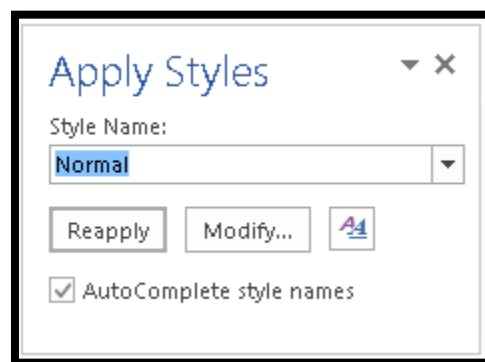 Apply Styles
Style Name:
Normal
Reapply Modify...
AutoComplete style names